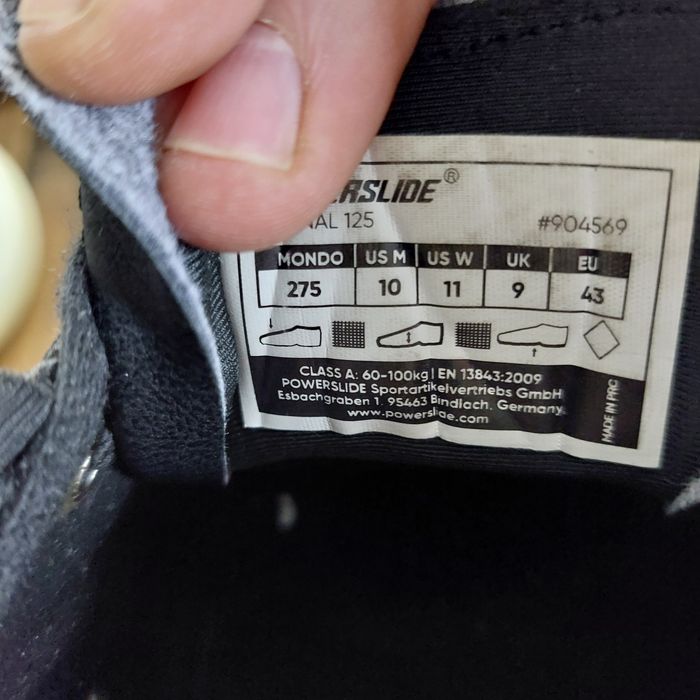 ERSLIDE®
NAL 125 #904569
MONDO US M US W UK EU
275 10 11 9 43
CLASS A: 60-100kg | EN 13843:2009
POWERSLIDE Sportartikelvertriebs GmbH
Esbachgraben 1. 95463 Bindlach. Germany.
www.powerslide.com
MADE IN PRC